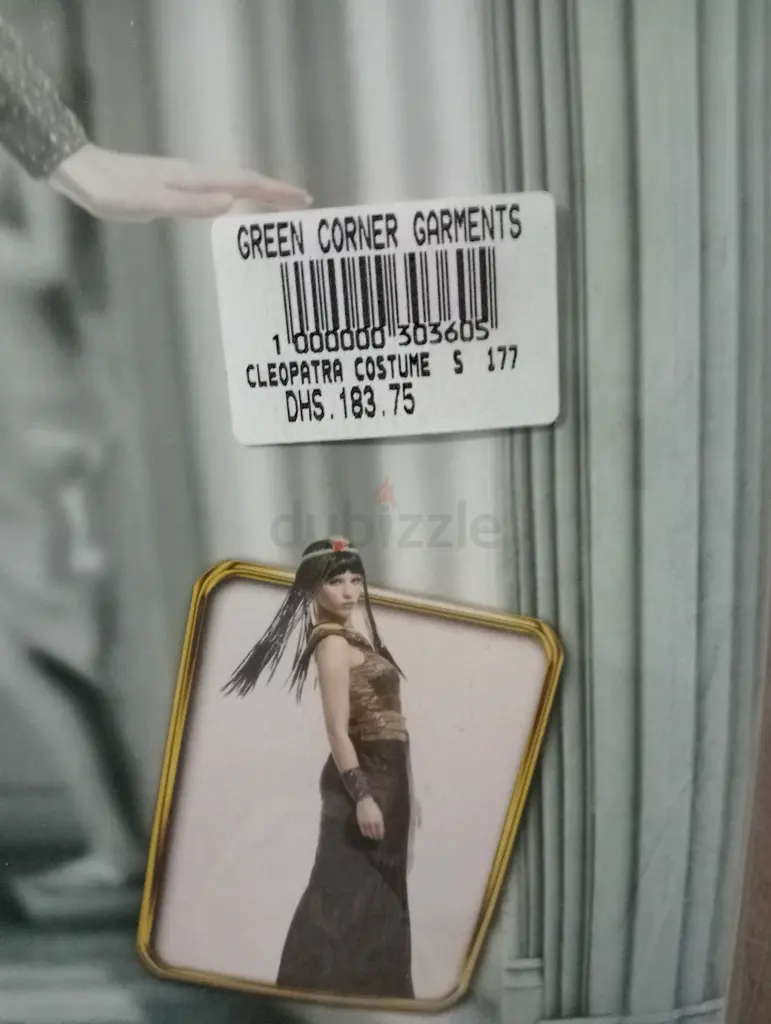 GREEN CORNER GARMENTS
1 000000 303605
CLEOPATRA COSTUME S 177
DHS.183.75
dubizzle